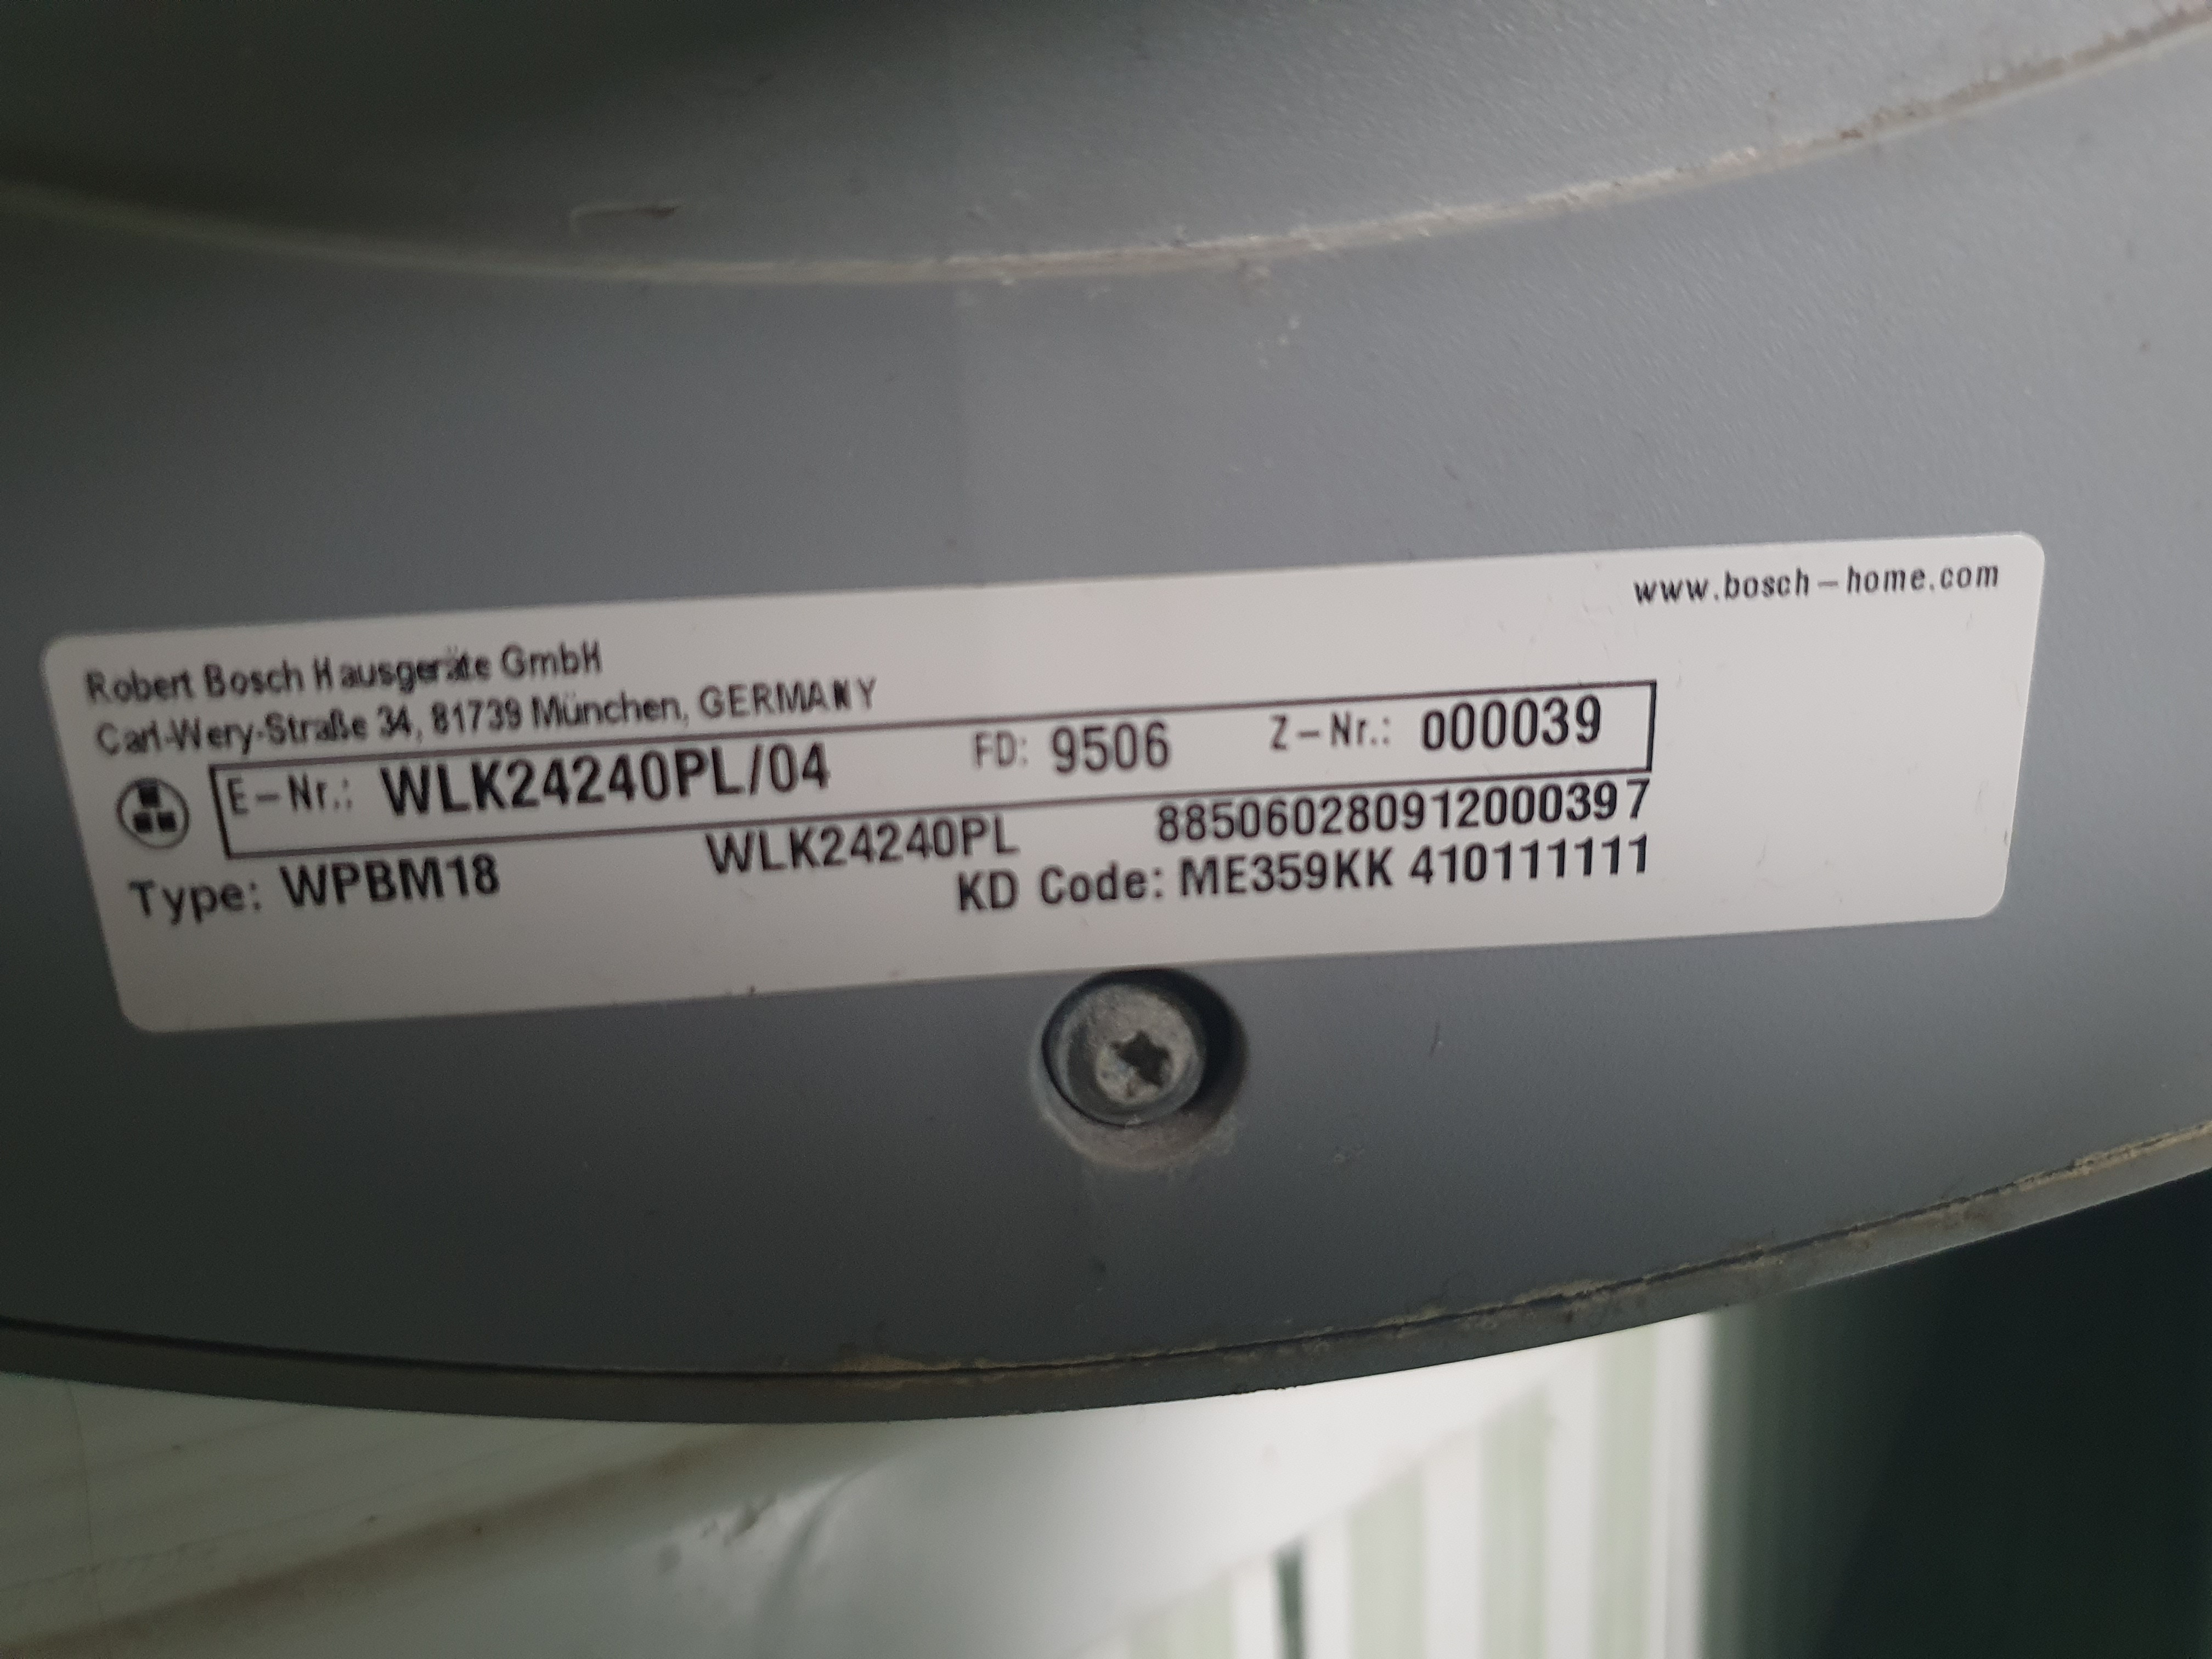 www.bosch-home.com
Robert Bosch Hausgeräte GmbH
Carl-Wery-Straße 34, 81739 München, GERMANY
E-Nr.: WLK24240PL/04 FD: 9506 Z-Nr.: 000039
WLK24240PL 885060280912000397
Type: WPBM18 KD Code: ME359KK 410111111